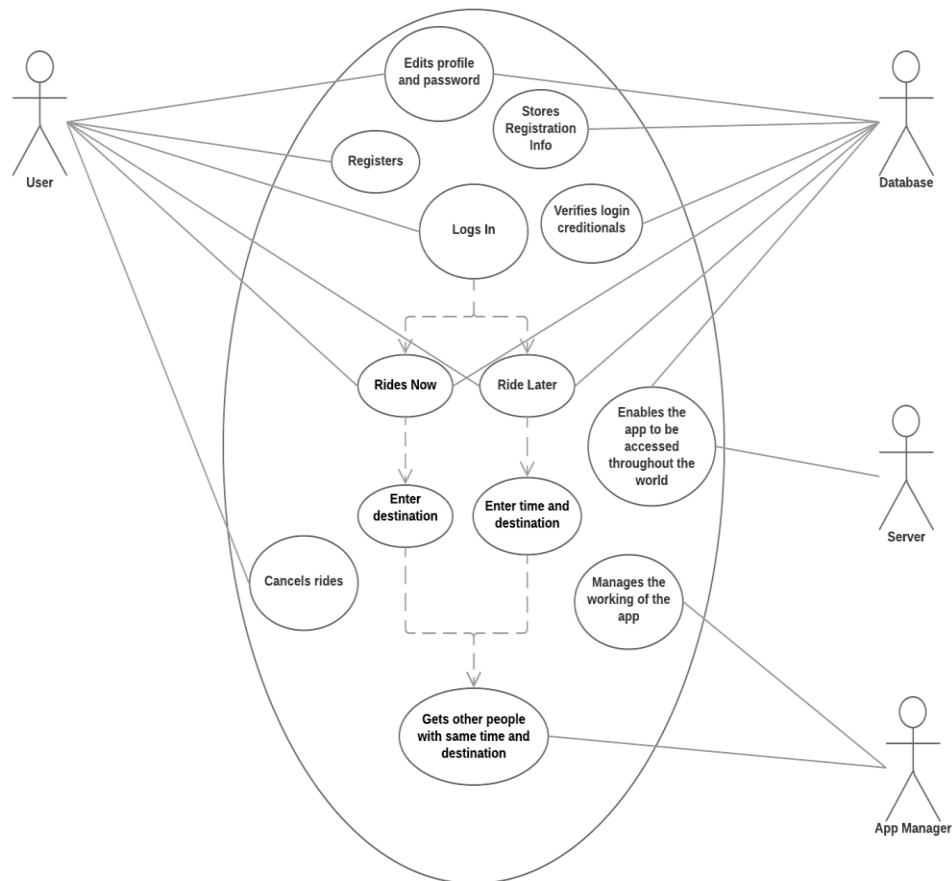 Edits profile
and password
Stores
Registration
Info
Registers
User
Database
Verifies login
creditionals
Logs In
Rides Now
Ride Later
Enables the
app to be
accessed
throughout the
world
Enter
destination
Enter time and
destination
Server
Cancels rides
Manages the
working of the
app
Gets other people
with same time and
destination
App Manager